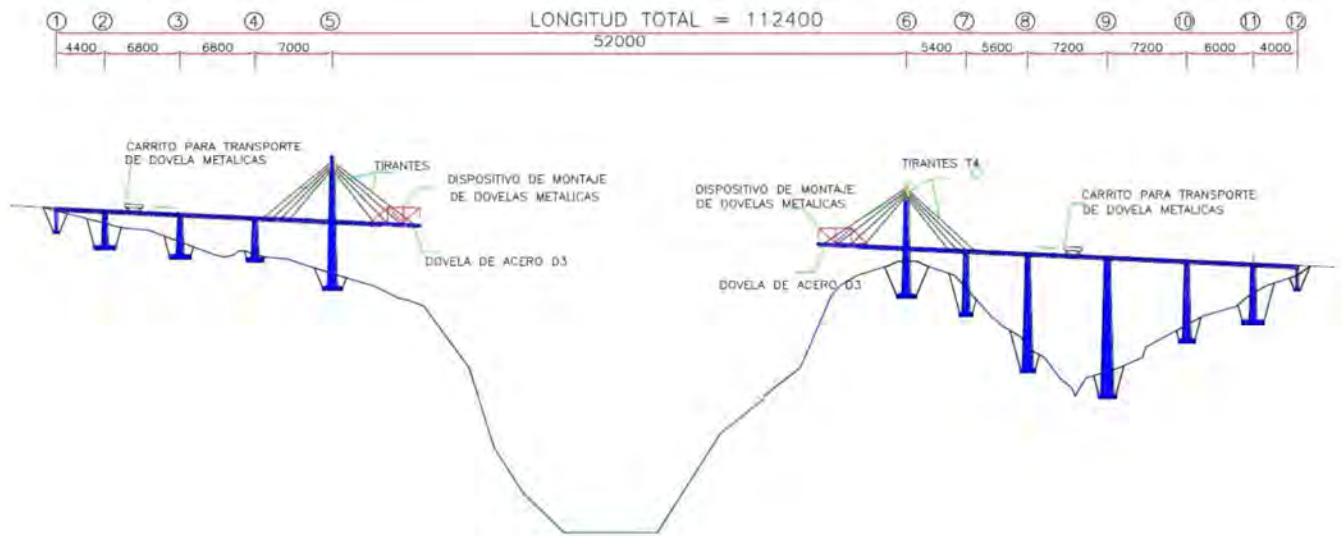 ① ② ③ ④ ⑤ LONGITUD TOTAL = 112400 ⑥ ⑦ ⑧ ⑨ ⑩ ⑪ ⑫
4400 6800 6800 7000 52000 5400 5600 7200 7200 6000 4000
CARRITO PARA TRANSPORTE
DE DOVELA METALICAS
TIRANTES
DISPOSITIVO DE MONTAJE
DE DOVELAS METALICAS
DOVELA DE ACERO D3
TIRANTES T4
DISPOSITIVO DE MONTAJE
DE DOVELAS METALICAS
CARRITO PARA TRANSPORTE
DE DOVELA METALICAS
DOVELA DE ACERO D3